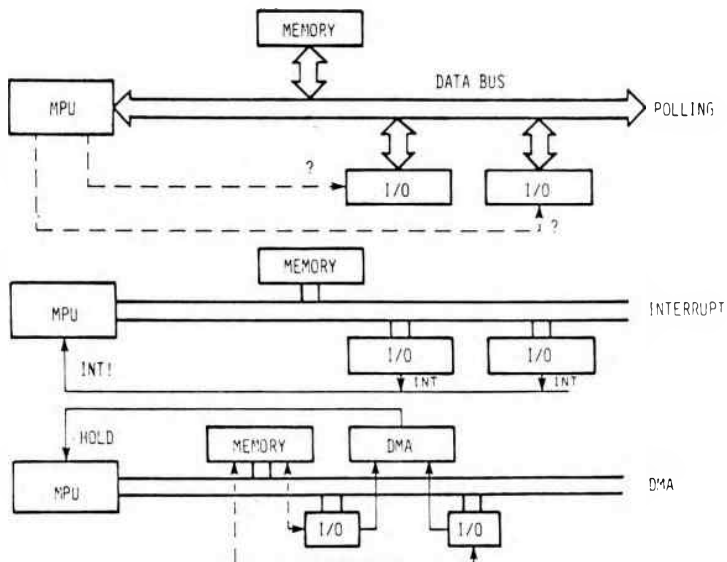 MEMORY
DATA BUS
MPU
POLLING
?
I/O
I/O
?
MEMORY
MPU
INTERRUPT
I/O
I/O
INT!
INT
INT
HOLD
MEMORY
DMA
MPU
DMA
I/O
I/O